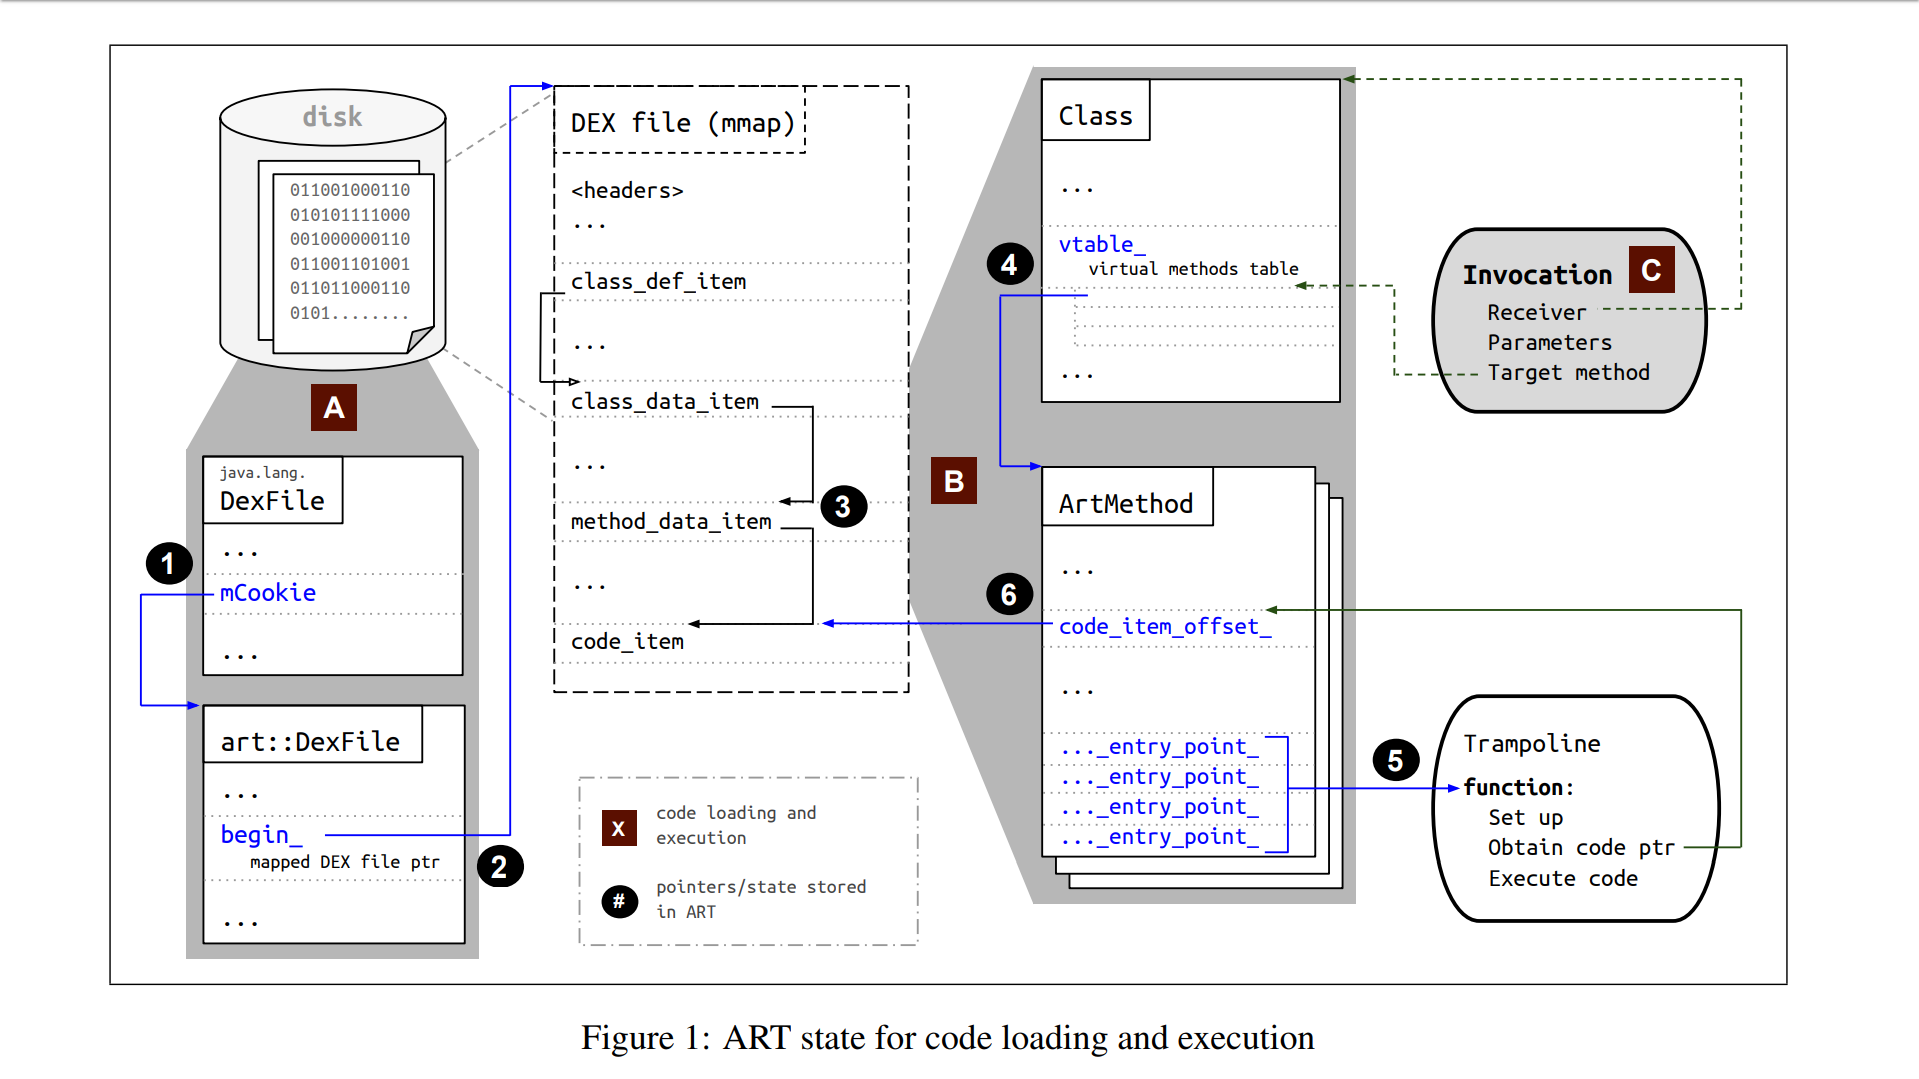 disk
011001000110
010101111000
001000000110
011001101001
011011000110
0101........
A
java.lang.
DexFile
...
1
mCookie
...
art::DexFile
...
begin_
mapped DEX file ptr
2
...
DEX file (mmap)
<headers>
...
class_def_item
...
class_data_item
...
3
method_data_item
...
code_item
X
code loading and
execution
#
pointers/state stored
in ART
B
Class
...
4
vtable_
virtual methods table
...
ArtMethod
...
6
code_item_offset_
...
..._entry_point_
..._entry_point_
..._entry_point_
..._entry_point_
5
Invocation C
Receiver
Parameters
Target method
Trampoline
function:
Set up
Obtain code ptr
Execute code
Figure 1: ART state for code loading and execution